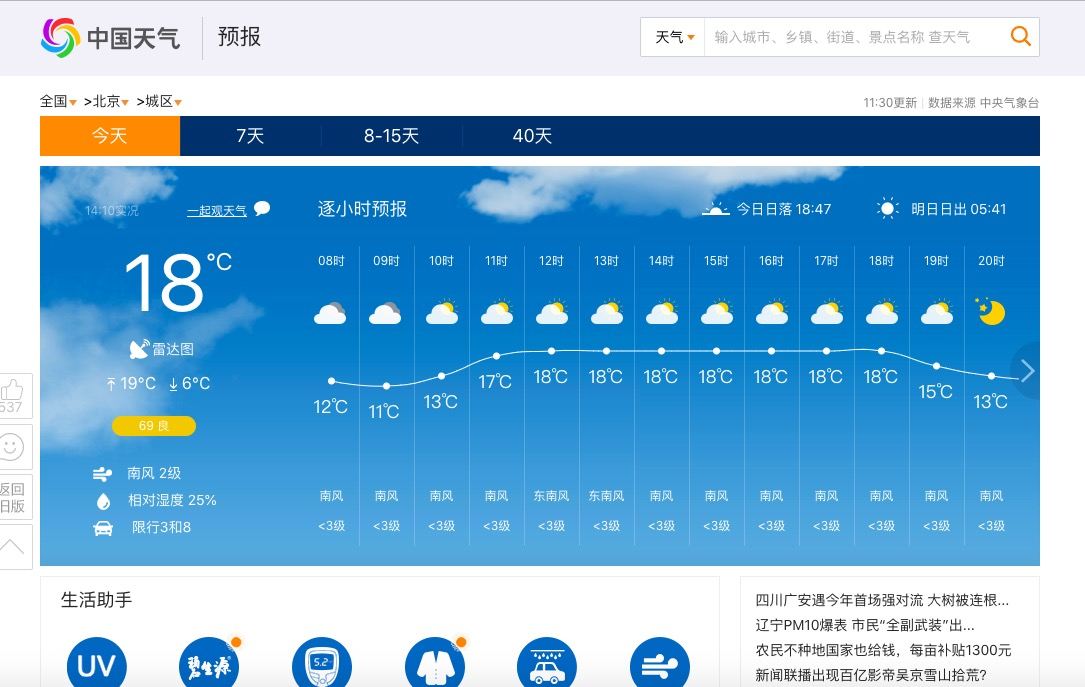 中国天气 预报
天气 输入城市、乡镇、街道、景点名称 查天气
全国 >北京 >城区
11:30更新 数据来源 中央气象台
今天 7天 8-15天 40天
14:10实况 一起观天气
逐小时预报
今日日落 18:47 明日日出 05:41
18℃
雷达图
19°C 6°C
69 良
南风 2级
相对湿度 25%
限行3和8
08时 09时 10时 11时 12时 13时 14时 15时 16时 17时 18时 19时 20时
12℃ 11℃ 13℃ 17℃ 18℃ 18℃ 18℃ 18℃ 18℃ 18℃ 18℃ 15℃ 13℃
南风 南风 南风 南风 东南风 东南风 南风 南风 南风 南风 南风 南风 南风
<3级 <3级 <3级 <3级 <3级 <3级 <3级 <3级 <3级 <3级 <3级 <3级 <3级
537
返回
旧版
生活助手
UV 碧生源 5.2
四川广安遇今年首场强对流 大树被连根...
辽宁PM10爆表 市民“全副武装”出...
农民不种地国家也给钱，每亩补贴1300元
新闻联播出现百亿影帝吴京雪山拾荒?